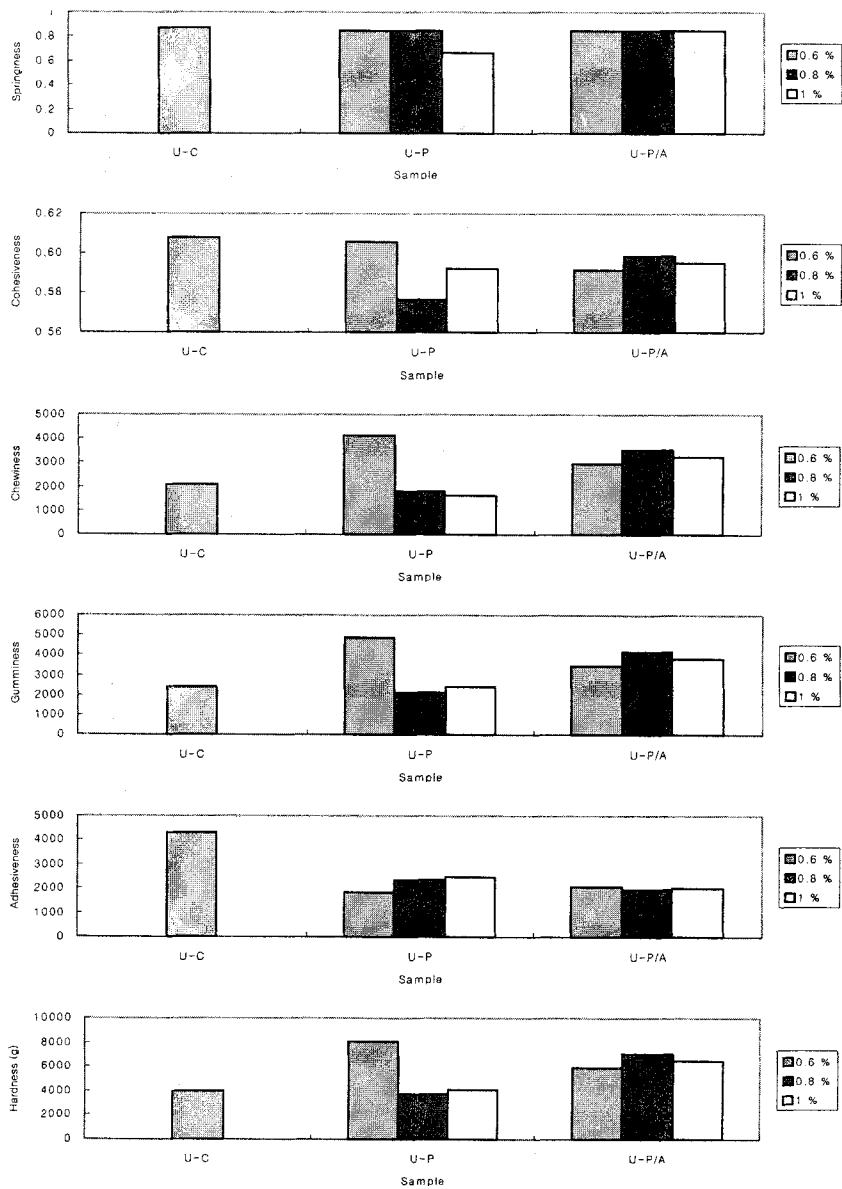 Springiness
1
0.8
0.6
0.4
0.2
0
U-C
U-P
U-P/A
Sample
0.6 %
0.8 %
1 %
Cohesiveness
0.62
0.60
0.58
0.56
U-C
U-P
U-P/A
Sample
0.6 %
0.8 %
1 %
Chewiness
5000
4000
3000
2000
1000
0
U-C
U-P
U-P/A
Sample
0.6 %
0.8 %
1 %
Gumminess
6000
5000
4000
3000
2000
1000
0
U-C
U-P
U-P/A
Sample
0.6 %
0.8 %
1 %
Adhesiveness
5000
4000
3000
2000
1000
0
U-C
U-P
U-P/A
Sample
0.6 %
0.8 %
1 %
Hardness (g)
10000
8000
6000
4000
2000
0
U-C
U-P
U-P/A
Sample
0.6 %
0.8 %
1 %